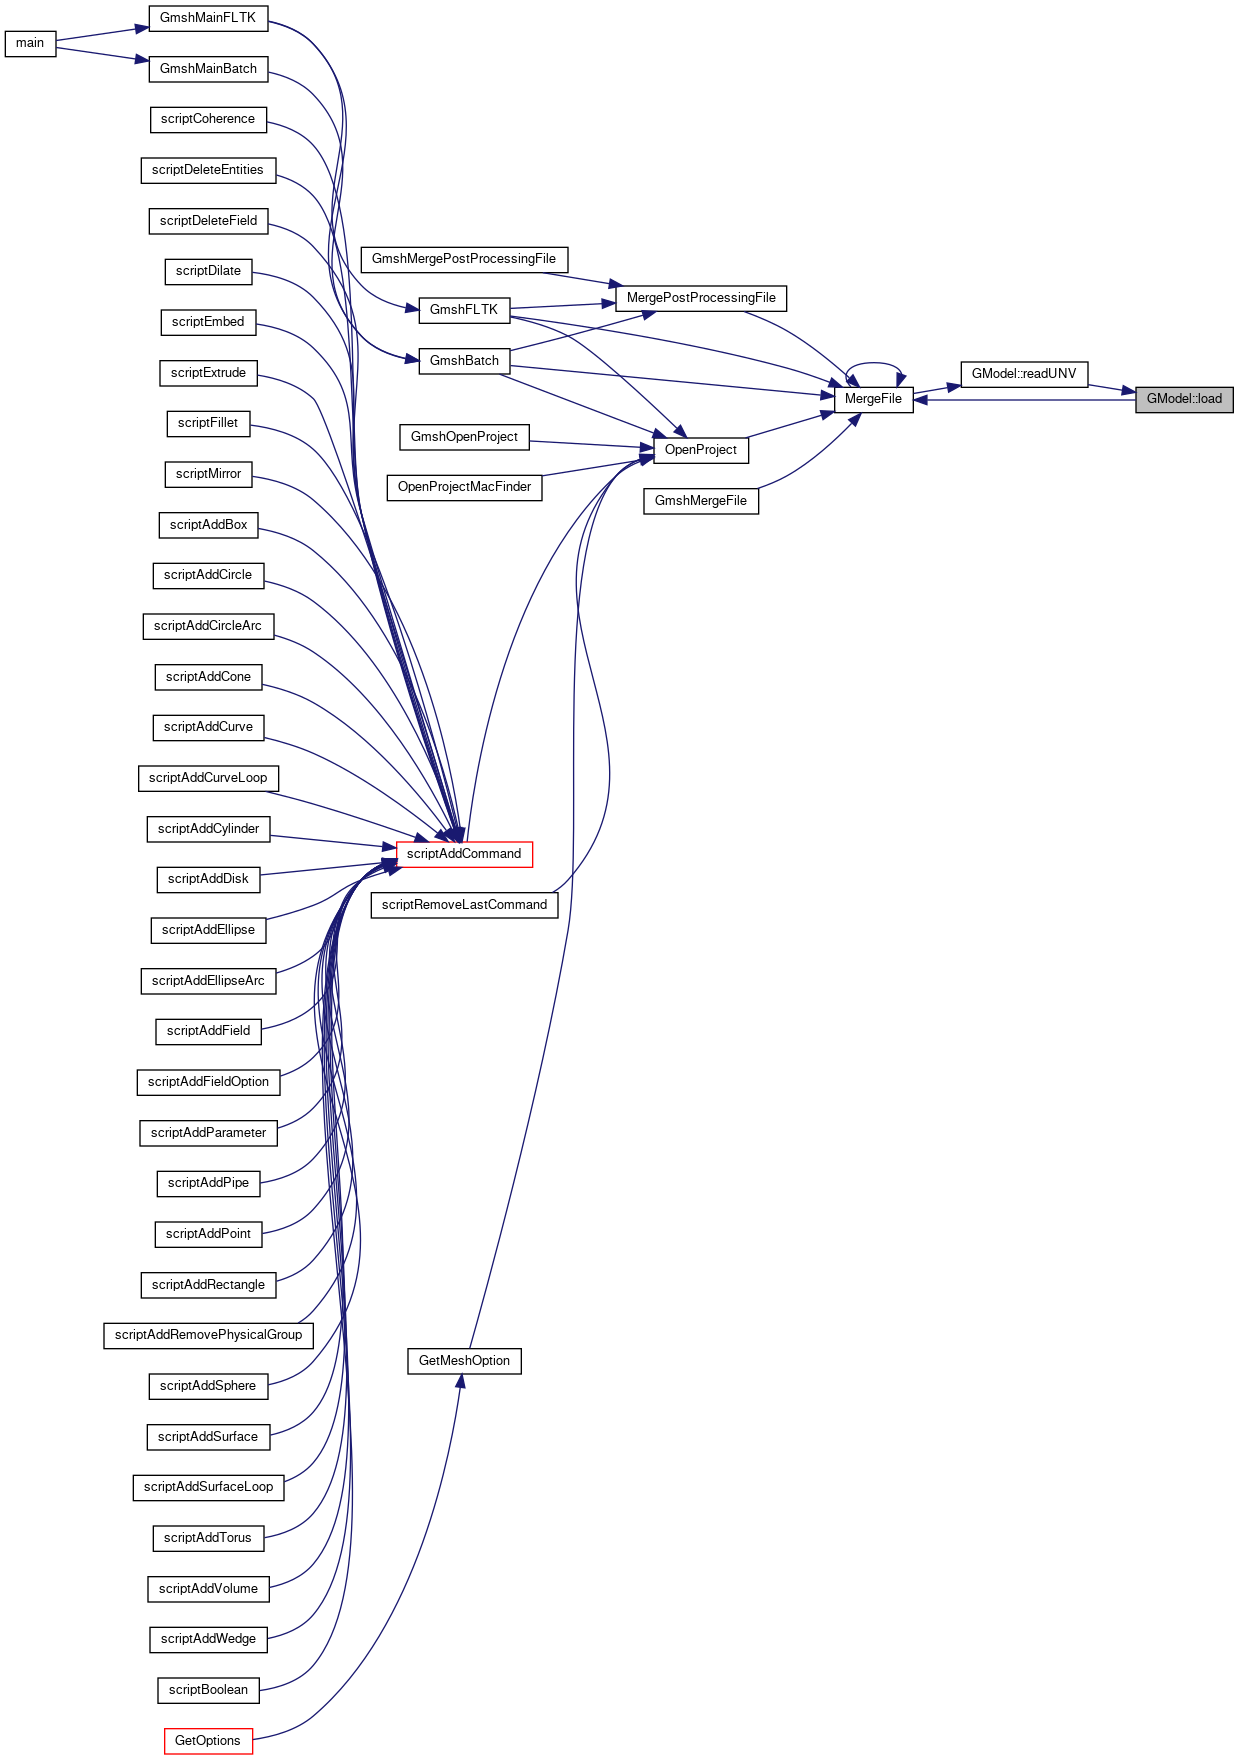 main
GmshMainFLTK
GmshMainBatch
scriptCoherence
scriptDeleteEntities
scriptDeleteField
scriptDilate
scriptEmbed
scriptExtrude
scriptFillet
scriptMirror
scriptAddBox
scriptAddCircle
scriptAddCircleArc
scriptAddCone
scriptAddCurve
scriptAddCurveLoop
scriptAddCylinder
scriptAddDisk
scriptAddEllipse
scriptAddEllipseArc
scriptAddField
scriptAddFieldOption
scriptAddParameter
scriptAddPipe
scriptAddPoint
scriptAddRectangle
scriptAddRemovePhysicalGroup
scriptAddSphere
scriptAddSurface
scriptAddSurfaceLoop
scriptAddTorus
scriptAddVolume
scriptAddWedge
scriptBoolean
GetOptions
GmshMergePostProcessingFile
GmshFLTK
GmshBatch
GmshOpenProject
OpenProjectMacFinder
scriptAddCommand
scriptRemoveLastCommand
GetMeshOption
MergePostProcessingFile
OpenProject
GmshMergeFile
MergeFile
GModel::readUNV
GModel::load